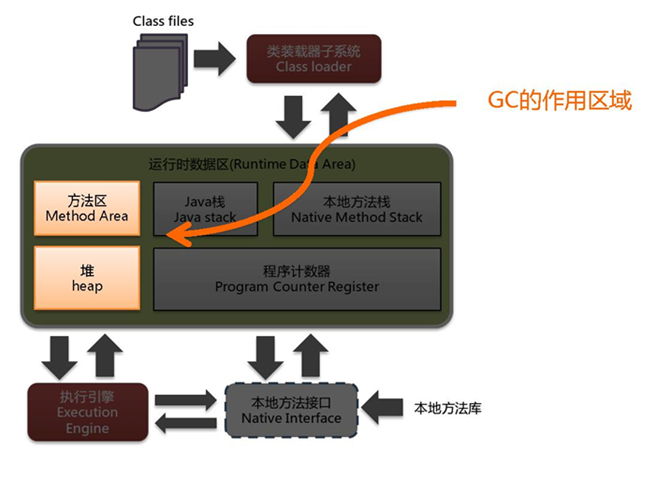 Class files
类装载器子系统
Class loader
GC的作用区域
运行时数据区(Runtime Data Area)
方法区
Method Area
Java栈
Java stack
本地方法栈
Native Method Stack
堆
heap
程序计数器
Program Counter Register
执行引擎
Execution
Engine
本地方法接口
Native Interface
本地方法库